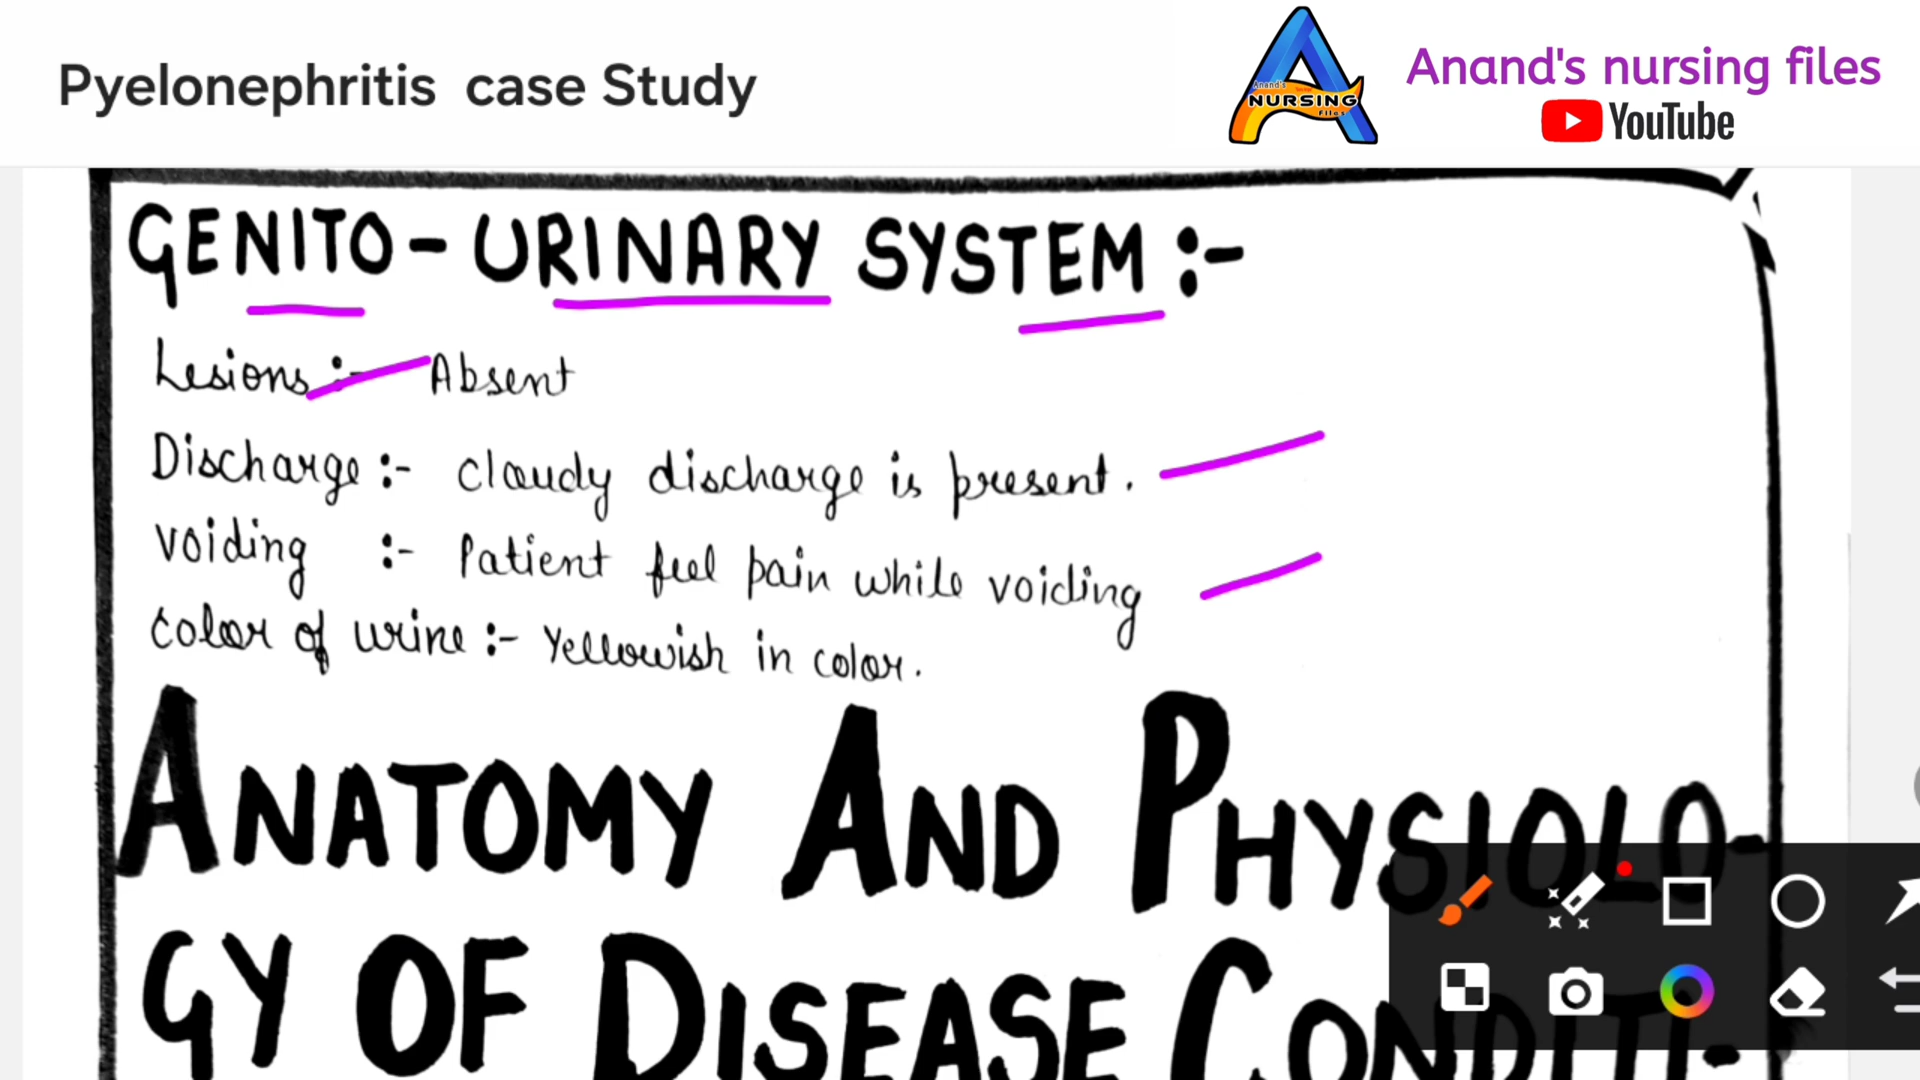 Pyelonephritis case Study
Anand's
NURSING
Files
Anand's nursing files
YouTube
GENITO-URINARY SYSTEM :-
Lesions :- Absent
Discharge :- cloudy discharge is present.
Voiding :- Patient feel pain while voiding
Color of urine :- Yellowish in color.
ANATOMY AND PHYSIOLO-
GY OF DISEASE CONDITI-